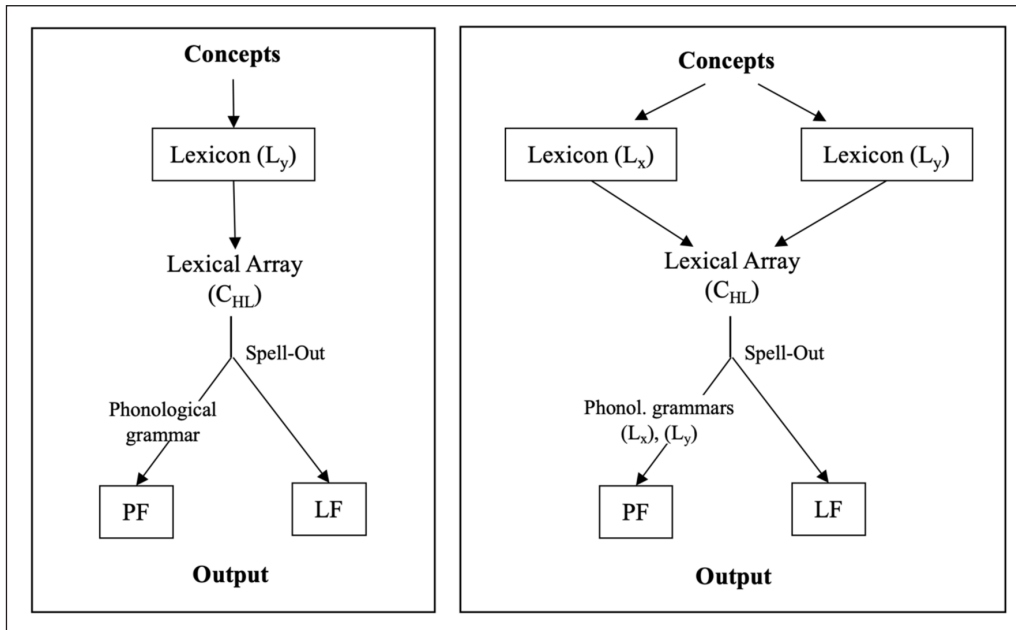 Concepts
Lexicon (Ly)
Lexical Array
(CHL)
Spell-Out
Phonological
grammar
PF
LF
Output
Concepts
Lexicon (Lx)
Lexicon (Ly)
Lexical Array
(CHL)
Spell-Out
Phonol. grammars
(Lx), (Ly)
PF
LF
Output